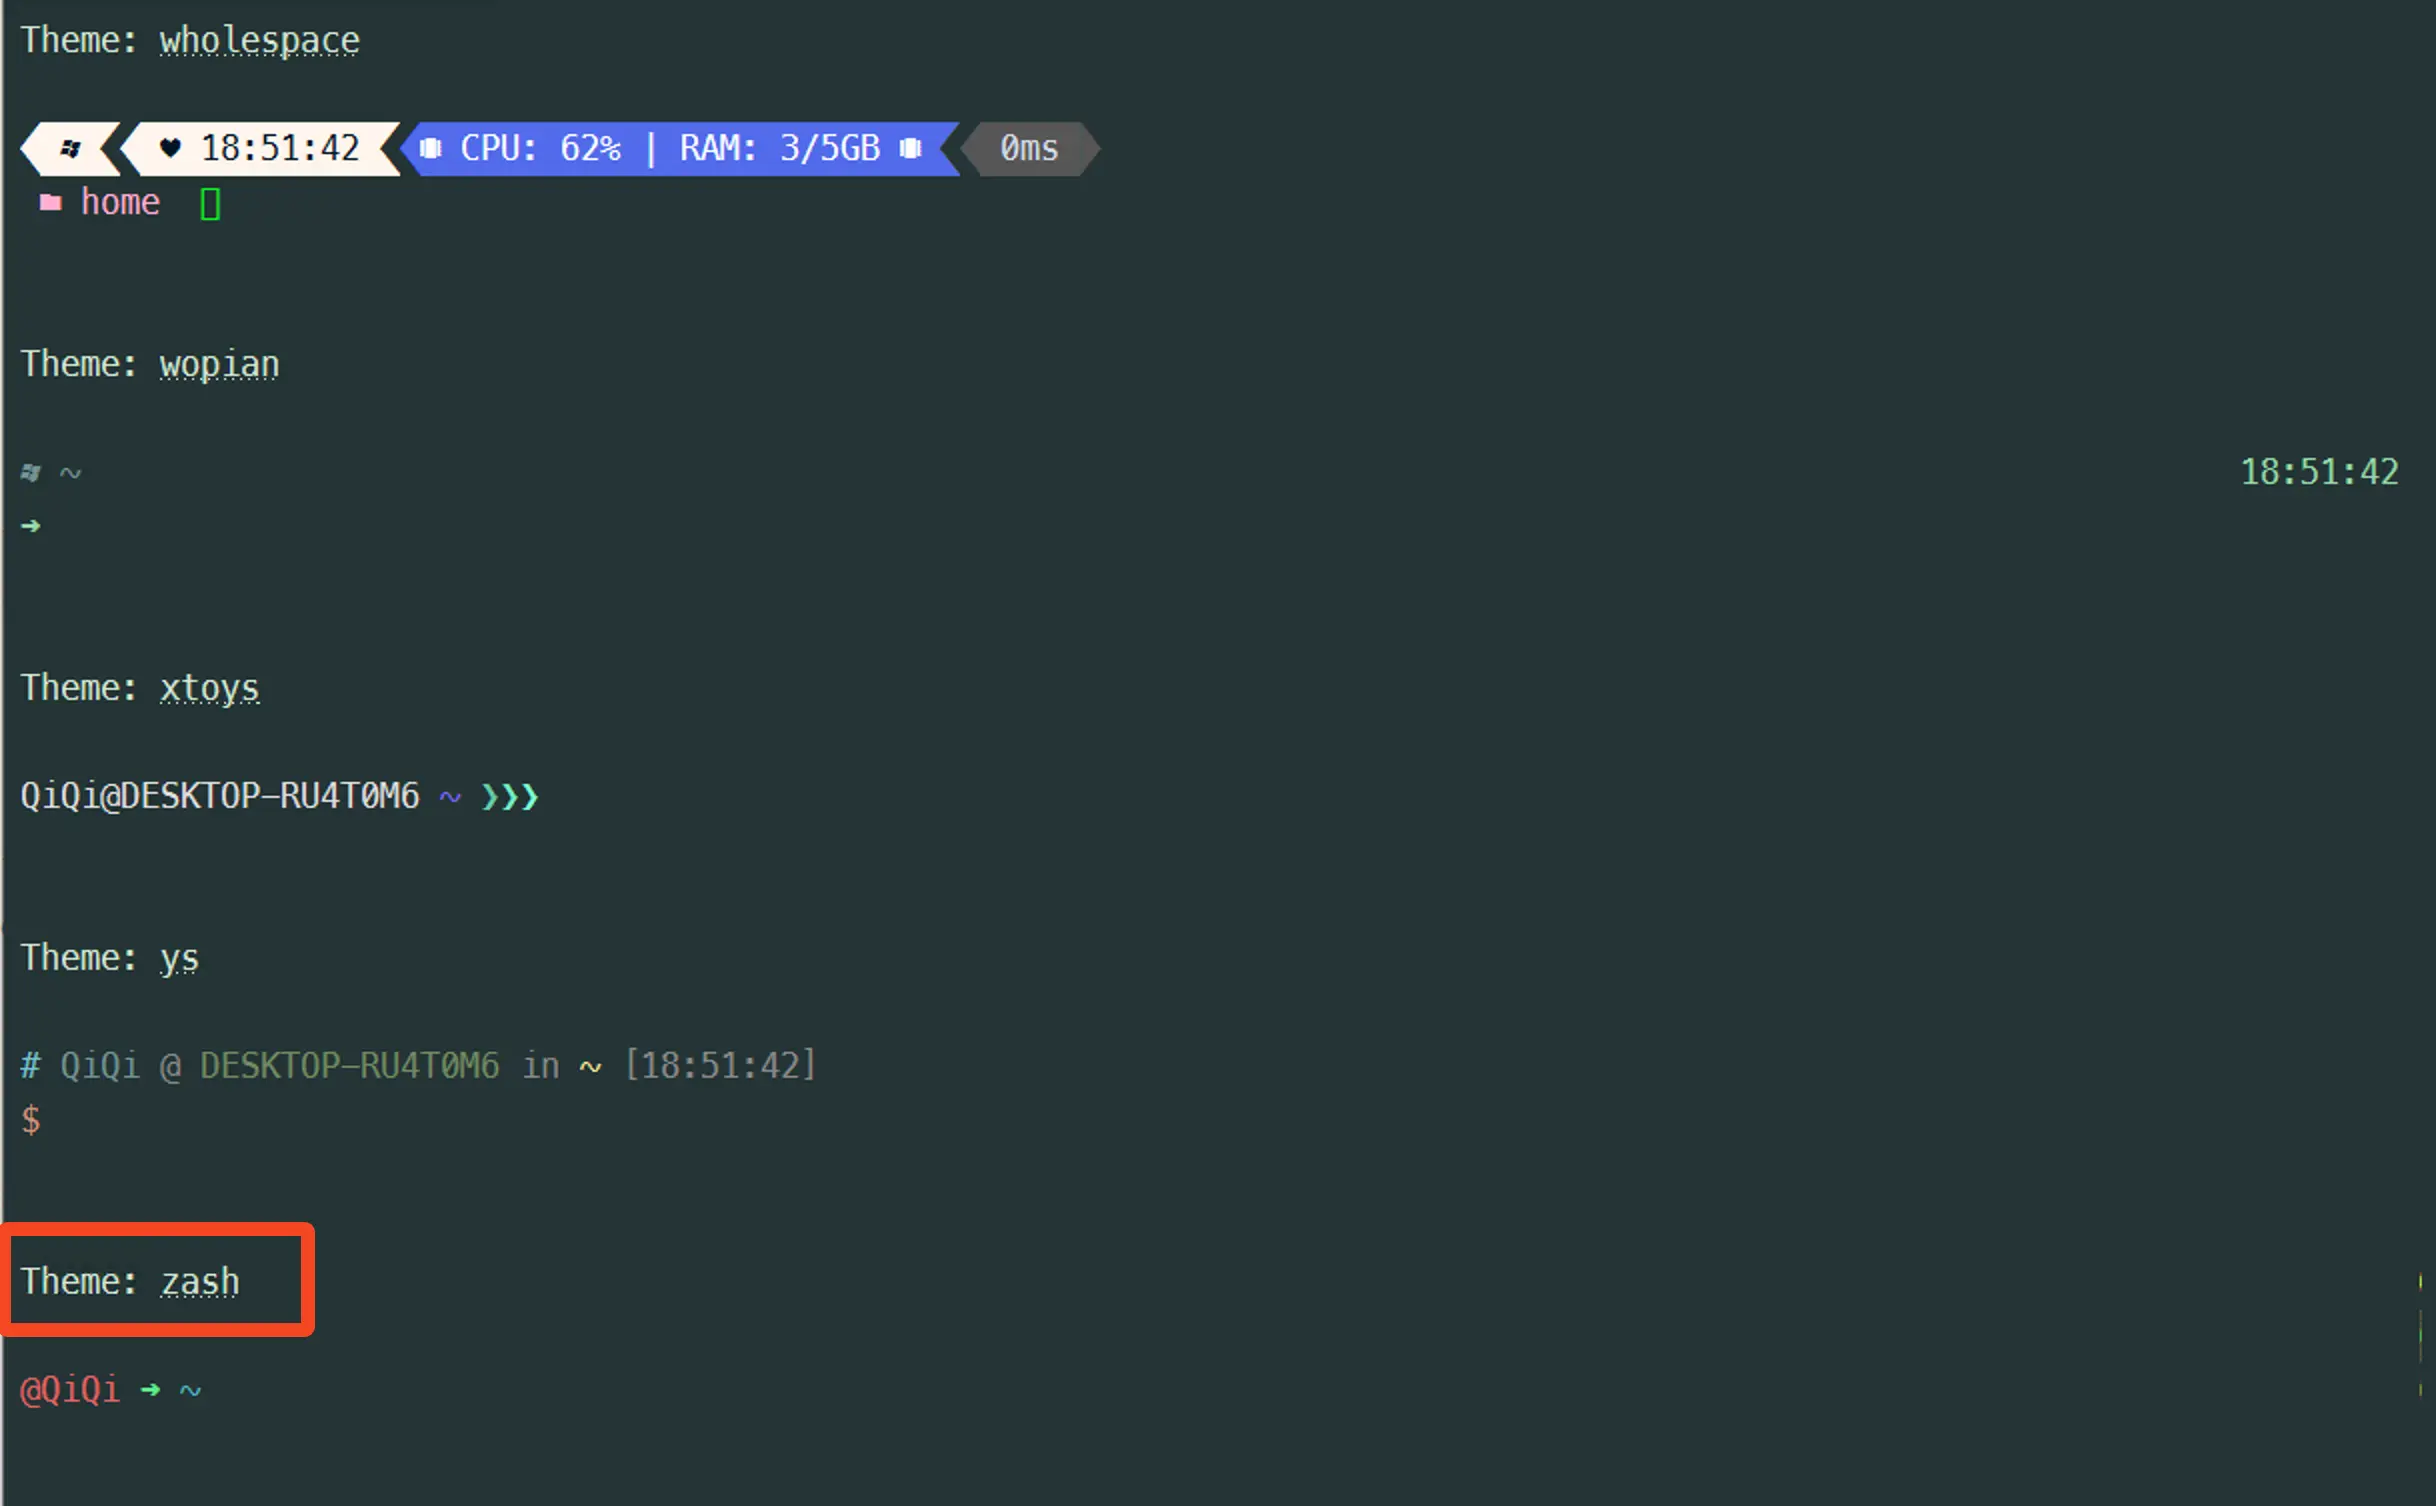 Theme: wholespace
♥ 18:51:42 CPU: 62% | RAM: 3/5GB 0ms
home
Theme: wopian
~ 18:51:42
➜
Theme: xtoys
QiQi@DESKTOP-RU4T0M6 ~ ❯❯❯
Theme: ys
# QiQi @ DESKTOP-RU4T0M6 in ~ [18:51:42]
$
Theme: zash
@QiQi ➜ ~